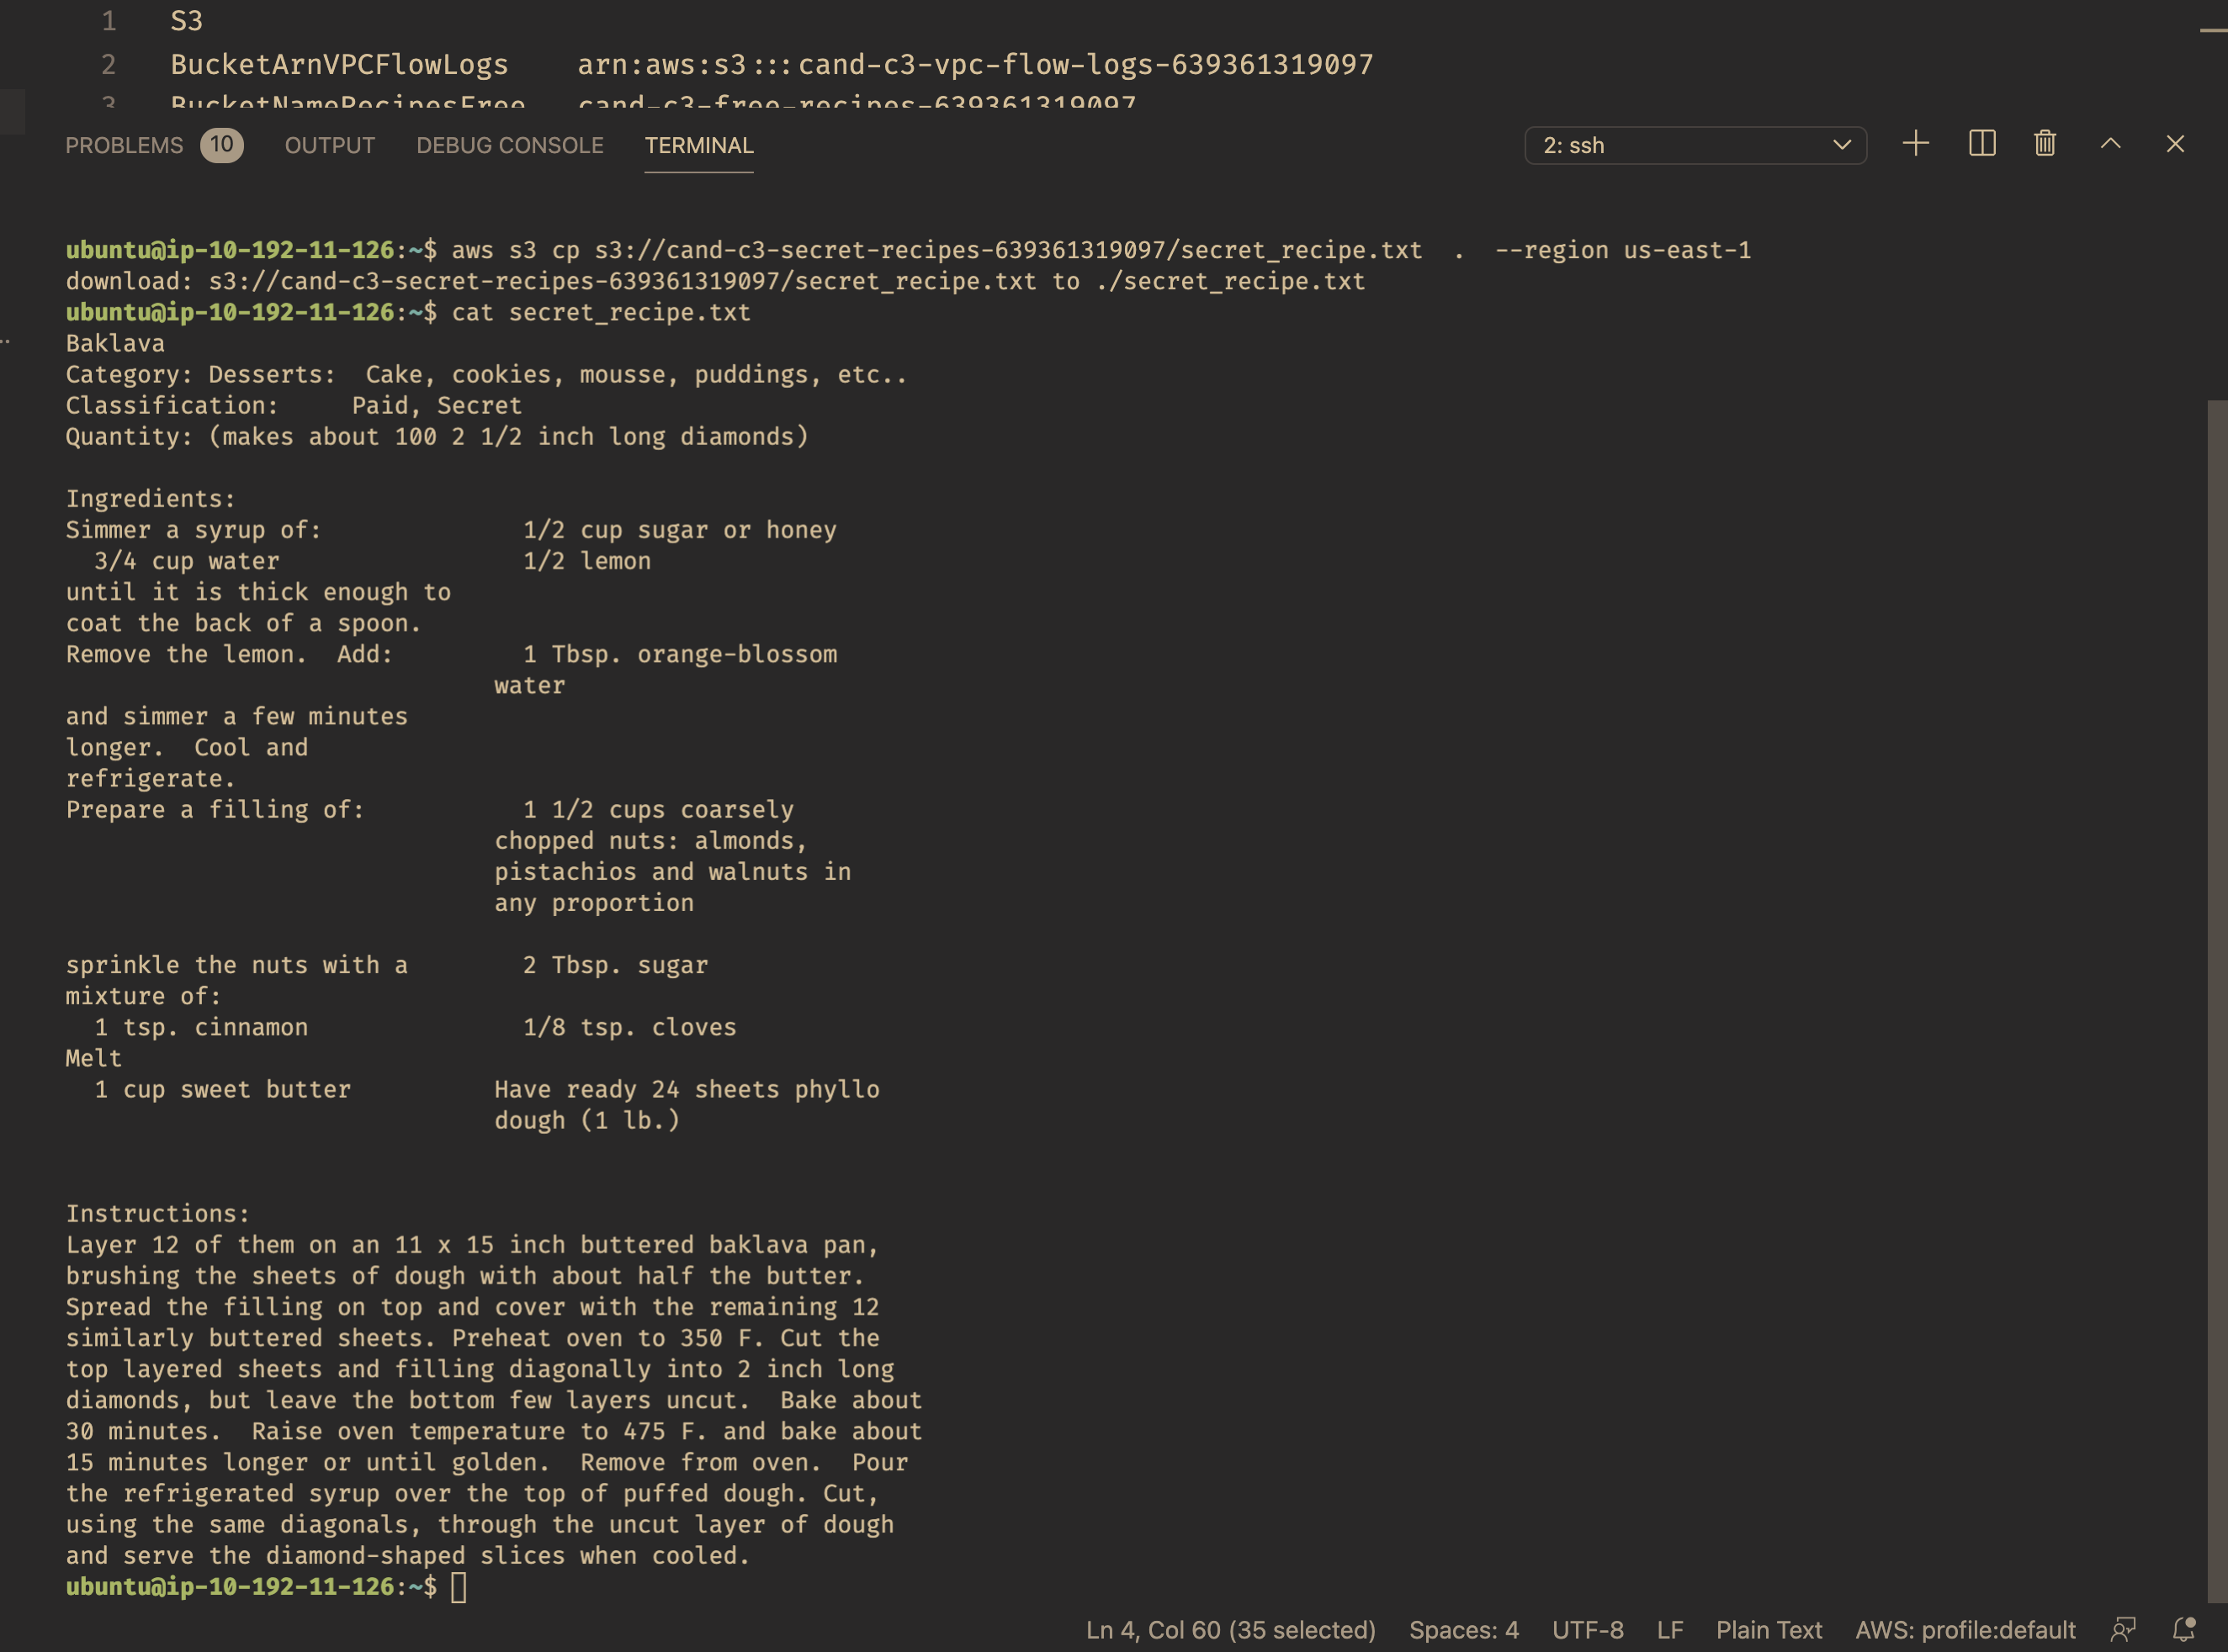 1 S3
2 BucketArnVPCFlowLogs arn:aws:s3:::cand-c3-vpc-flow-logs-639361319097
3 BucketNameRecipesFree cand-c3-free-recipes-639361319097
PROBLEMS 10 OUTPUT DEBUG CONSOLE TERMINAL 2: ssh
ubuntu@ip-10-192-11-126:~$ aws s3 cp s3://cand-c3-secret-recipes-639361319097/secret_recipe.txt . --region us-east-1
download: s3://cand-c3-secret-recipes-639361319097/secret_recipe.txt to ./secret_recipe.txt
ubuntu@ip-10-192-11-126:~$ cat secret_recipe.txt
Baklava
Category: Desserts: Cake, cookies, mousse, puddings, etc..
Classification: Paid, Secret
Quantity: (makes about 100 2 1/2 inch long diamonds)
Ingredients:
Simmer a syrup of: 1/2 cup sugar or honey
3/4 cup water 1/2 lemon
until it is thick enough to
coat the back of a spoon.
Remove the lemon. Add: 1 Tbsp. orange-blossom
water
and simmer a few minutes
longer. Cool and
refrigerate.
Prepare a filling of: 1 1/2 cups coarsely
chopped nuts: almonds,
pistachios and walnuts in
any proportion
sprinkle the nuts with a 2 Tbsp. sugar
mixture of:
1 tsp. cinnamon 1/8 tsp. cloves
Melt
1 cup sweet butter Have ready 24 sheets phyllo
dough (1 lb.)
Instructions:
Layer 12 of them on an 11 x 15 inch buttered baklava pan,
brushing the sheets of dough with about half the butter.
Spread the filling on top and cover with the remaining 12
similarly buttered sheets. Preheat oven to 350 F. Cut the
top layered sheets and filling diagonally into 2 inch long
diamonds, but leave the bottom few layers uncut. Bake about
30 minutes. Raise oven temperature to 475 F. and bake about
15 minutes longer or until golden. Remove from oven. Pour
the refrigerated syrup over the top of puffed dough. Cut,
using the same diagonals, through the uncut layer of dough
and serve the diamond-shaped slices when cooled.
ubuntu@ip-10-192-11-126:~$
Ln 4, Col 60 (35 selected) Spaces: 4 UTF-8 LF Plain Text AWS: profile:default